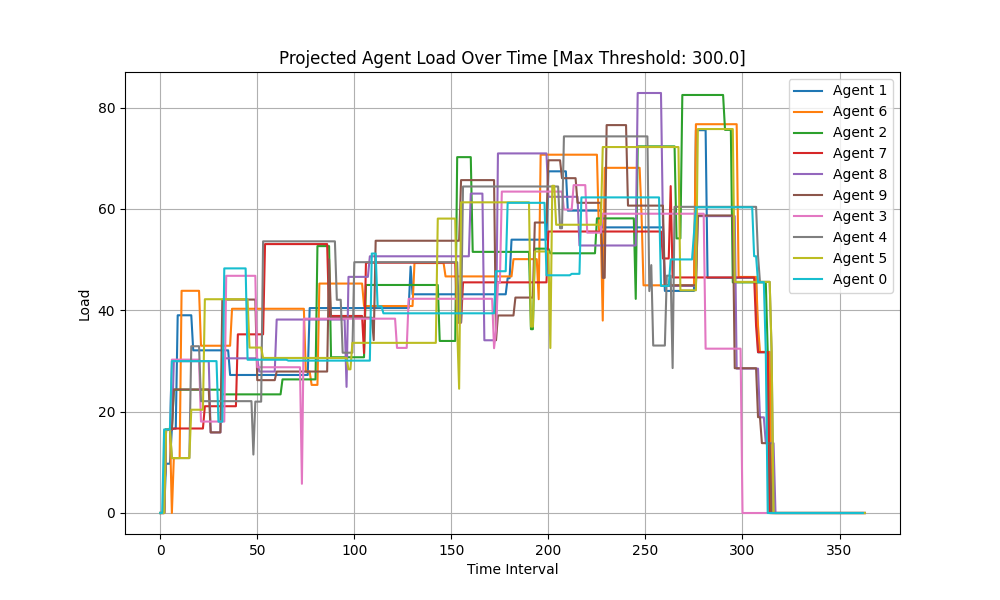 Projected Agent Load Over Time [Max Threshold: 300.0]
Load
80
60
40
20
0
0 50 100 150 200 250 300 350
Time Interval
Agent 1
Agent 6
Agent 2
Agent 7
Agent 8
Agent 9
Agent 3
Agent 4
Agent 5
Agent 0